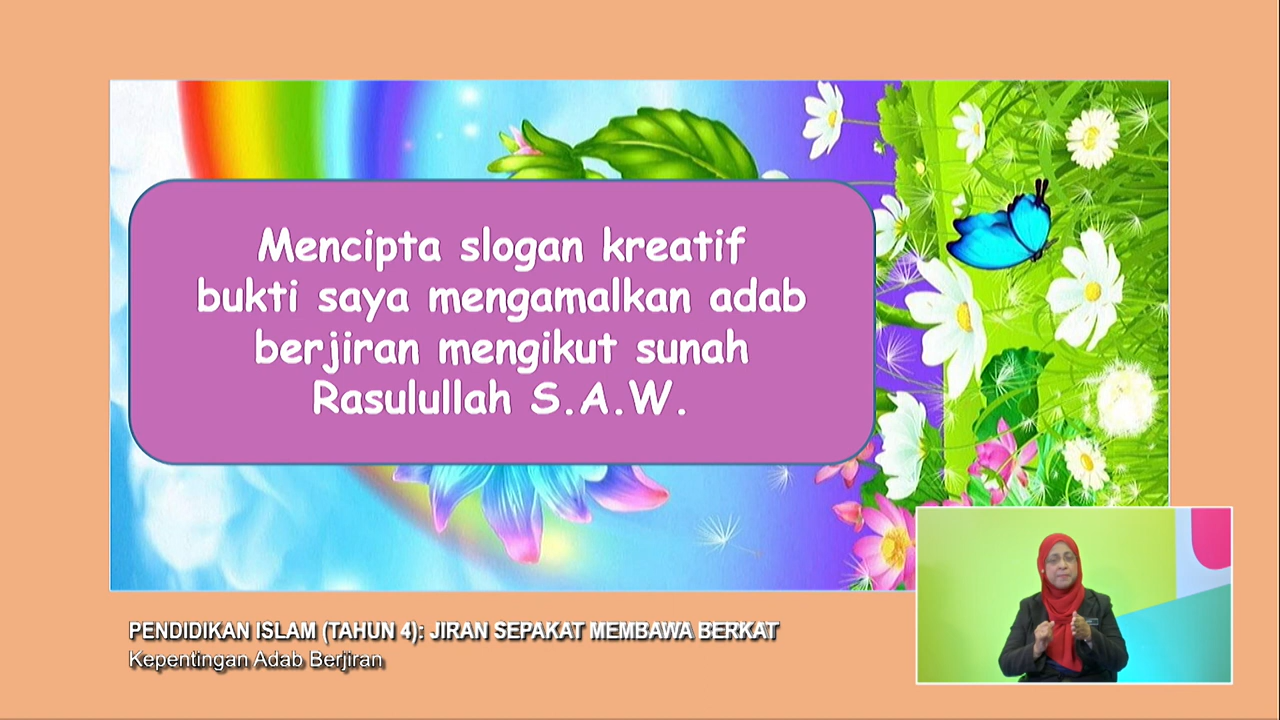 Mencipta slogan kreatif
bukti saya mengamalkan adab
berjiran mengikut sunah
Rasulullah S.A.W.
PENDIDIKAN ISLAM (TAHUN 4): JIRAN SEPAKAT MEMBAWA BERKAT
Kepentingan Adab Berjiran